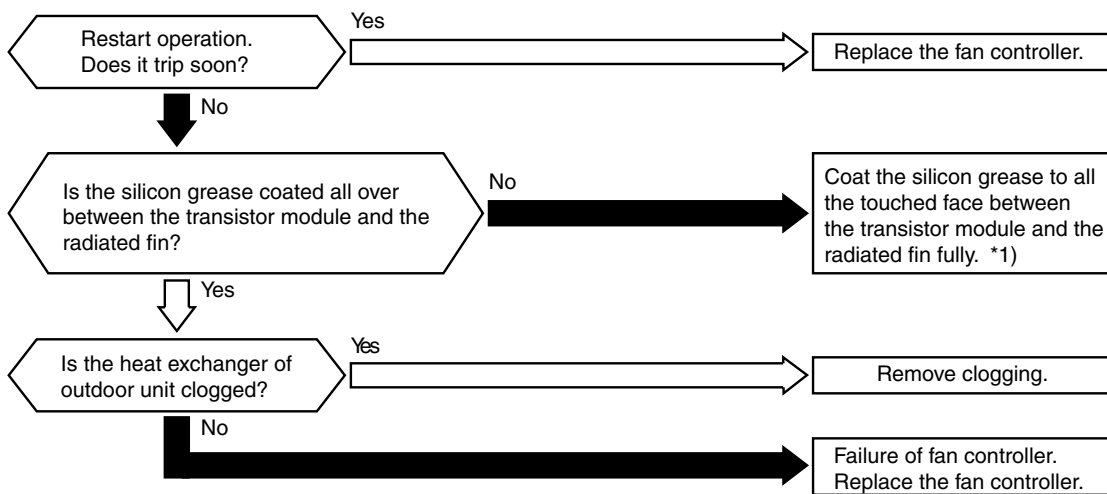 Restart operation.
Does it trip soon?
Yes
Replace the fan controller.
No
Is the silicon grease coated all over
between the transistor module and the
radiated fin?
No
Coat the silicon grease to all
the touched face between
the transistor module and the
radiated fin fully.  *1)
Yes
Is the heat exchanger of
outdoor unit clogged?
Yes
Remove clogging.
No
Failure of fan controller.
Replace the fan controller.